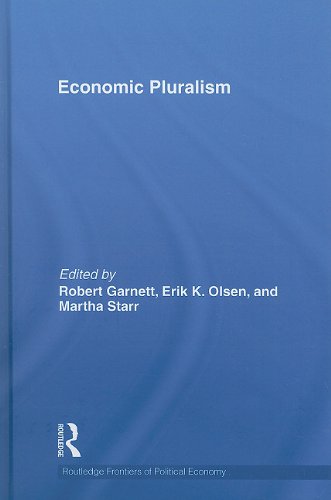 Economic Pluralism
Edited by
Robert Garnett, Erik K. Olsen, and
Martha Starr
ROUTLEDGE
Routledge Frontiers of Political Economy